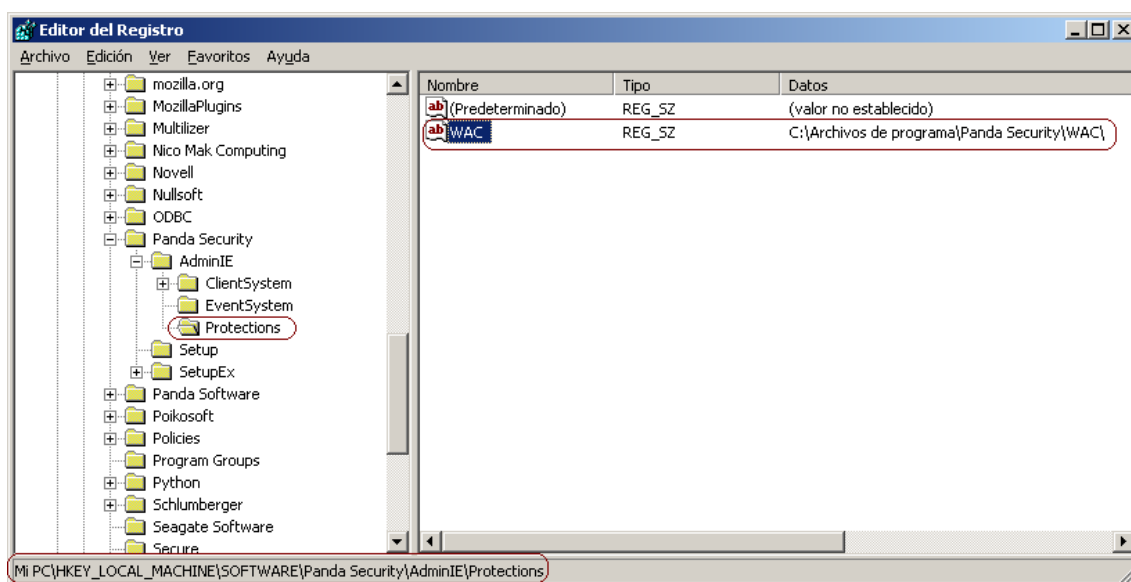 Editor del Registro
Archivo Edición Ver Favoritos Ayuda
mozilla.org
MozillaPlugins
Multilizer
Nico Mak Computing
Novell
Nullsoft
ODBC
Panda Security
AdminIE
ClientSystem
EventSystem
Protections
Setup
SetupEx
Panda Software
Poikosoft
Policies
Program Groups
Python
Schlumberger
Seagate Software
Secure
Nombre Tipo Datos
ab (Predeterminado) REG_SZ (valor no establecido)
ab WAC REG_SZ C:\Archivos de programa\Panda Security\WAC\
Mi PC\HKEY_LOCAL_MACHINE\SOFTWARE\Panda Security\AdminIE\Protections